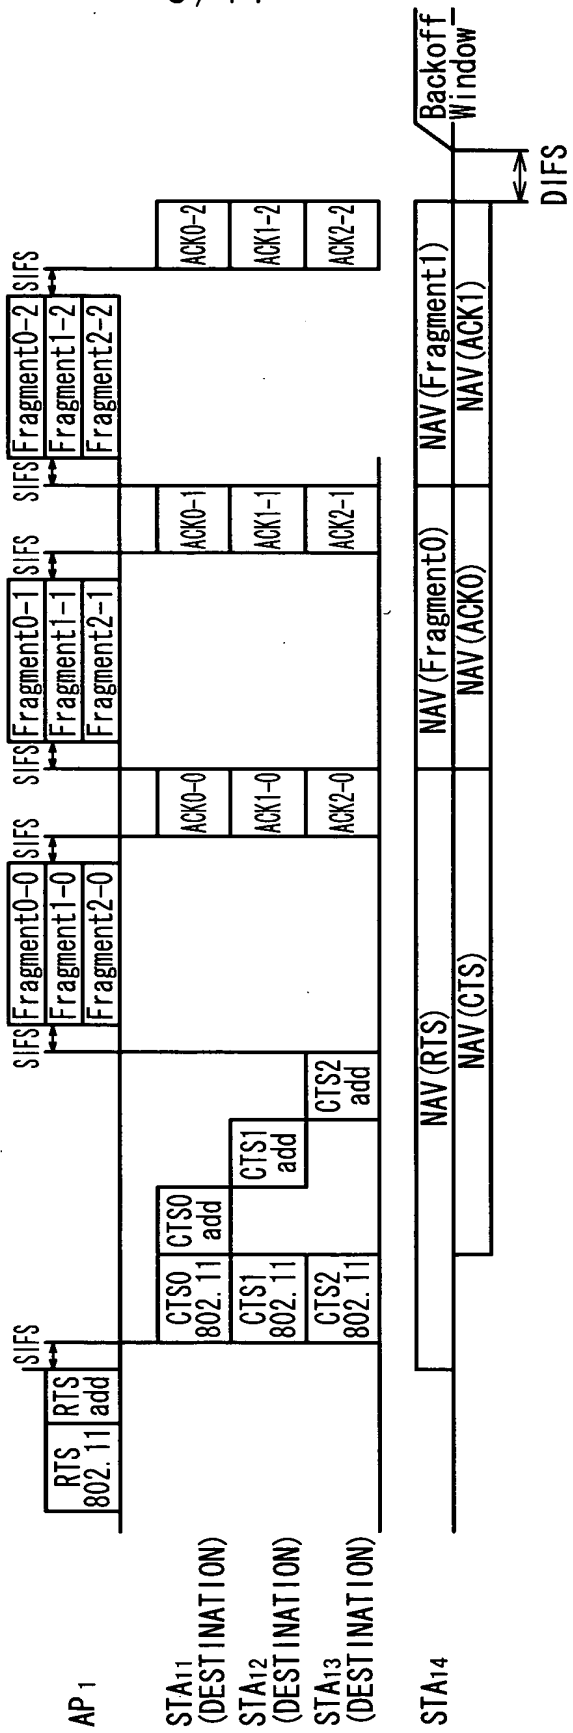 SIFS
SIFS
SIFS
SIFS
SIFS
SIFS
SIFS
AP1
RTS
802.11
RTS
add
Fragment0-0
Fragment1-0
Fragment2-0
Fragment0-1
Fragment1-1
Fragment2-1
Fragment0-2
Fragment1-2
Fragment2-2
STA11
(DESTINATION)
CTS0
802.11
CTS0
add
ACK0-0
ACK0-1
ACK0-2
STA12
(DESTINATION)
CTS1
802.11
CTS1
add
ACK1-0
ACK1-1
ACK1-2
STA13
(DESTINATION)
CTS2
802.11
CTS2
add
ACK2-0
ACK2-1
ACK2-2
STA14
NAV(RTS)
NAV(Fragment0)
NAV(Fragment1)
Backoff
Window
NAV(CTS)
NAV(ACK0)
NAV(ACK1)
DIFS